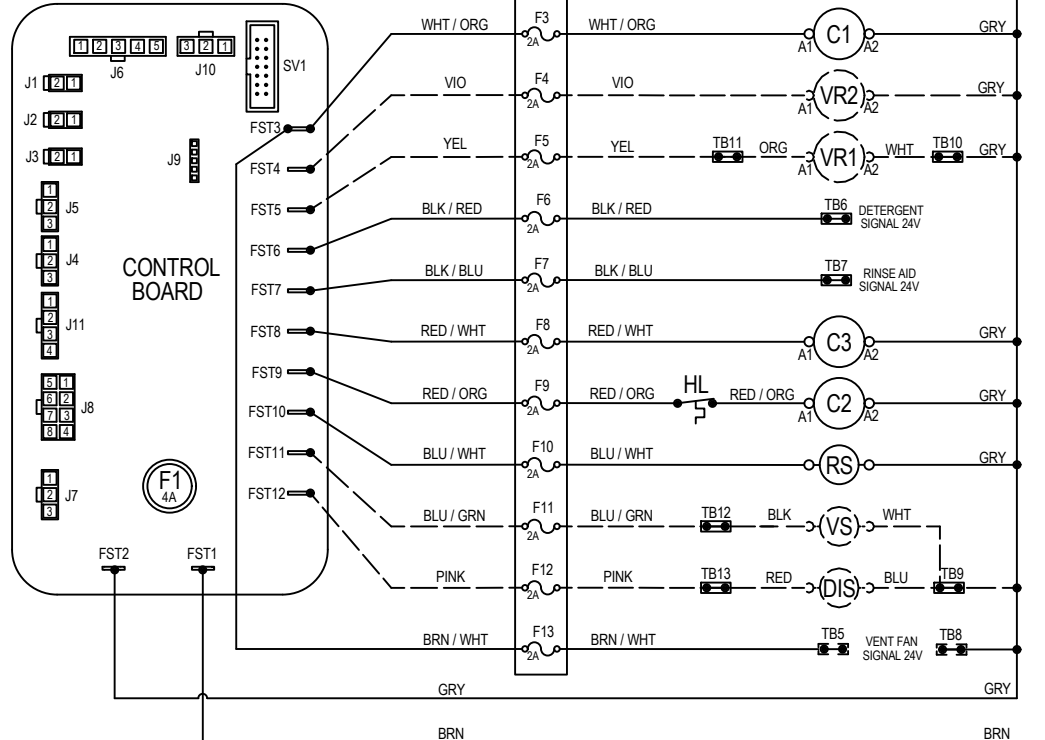 F3
WHT / ORG WHT / ORG GRY
2A A1 C1 A2
1 2 3 4 5 3 2 1
J6 J10 SV1
J1 2 1
F4
VIO VIO GRY
2A A1 VR2 A2
J2 2 1
FST3
F5
YEL YEL TB11 ORG WHT TB10 GRY
2A A1 VR1 A2
J3 2 1 J9
FST4
1
2 J5
3
FST5
F6
BLK / RED BLK / RED TB6 DETERGENT
2A SIGNAL 24V
1
2 J4
3
FST6
F7
BLK / BLU BLK / BLU TB7 RINSE AID
2A SIGNAL 24V
CONTROL
BOARD
FST7
1
2 J11
3
4
FST8
F8
RED / WHT RED / WHT GRY
2A A1 C3 A2
FST9
5 1
6 2
7 3 J8
8 4
F9
RED / ORG RED / ORG HL RED / ORG GRY
2A A1 C2 A2
FST10
F10
BLU / WHT BLU / WHT RS GRY
2A
FST11
1
2 J7
3
F1
4A
FST12
F11
BLU / GRN BLU / GRN TB12 BLK VS WHT
2A
FST2 FST1
F12
PINK PINK TB13 RED DIS BLU TB9
2A
F13
BRN / WHT BRN / WHT TB5 VENT FAN TB8
2A SIGNAL 24V
GRY GRY
BRN BRN